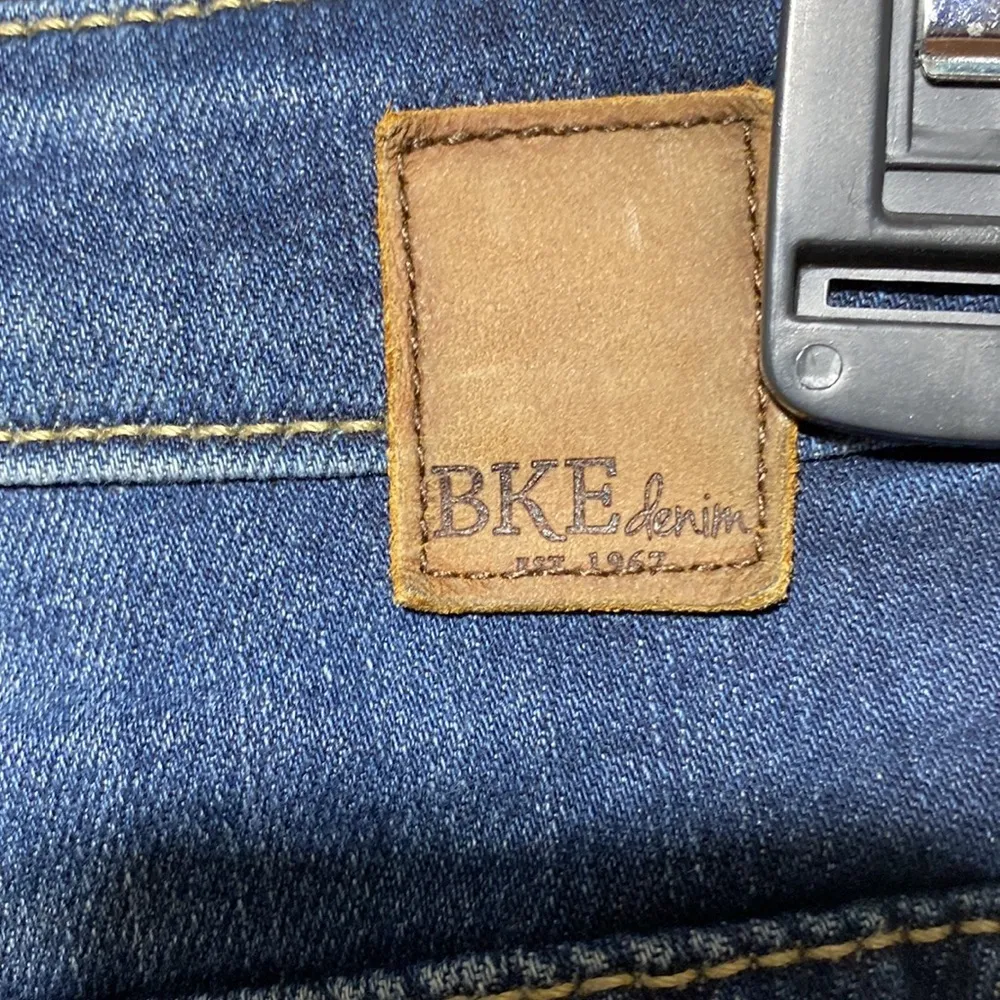 BKE denim
EST. 1967